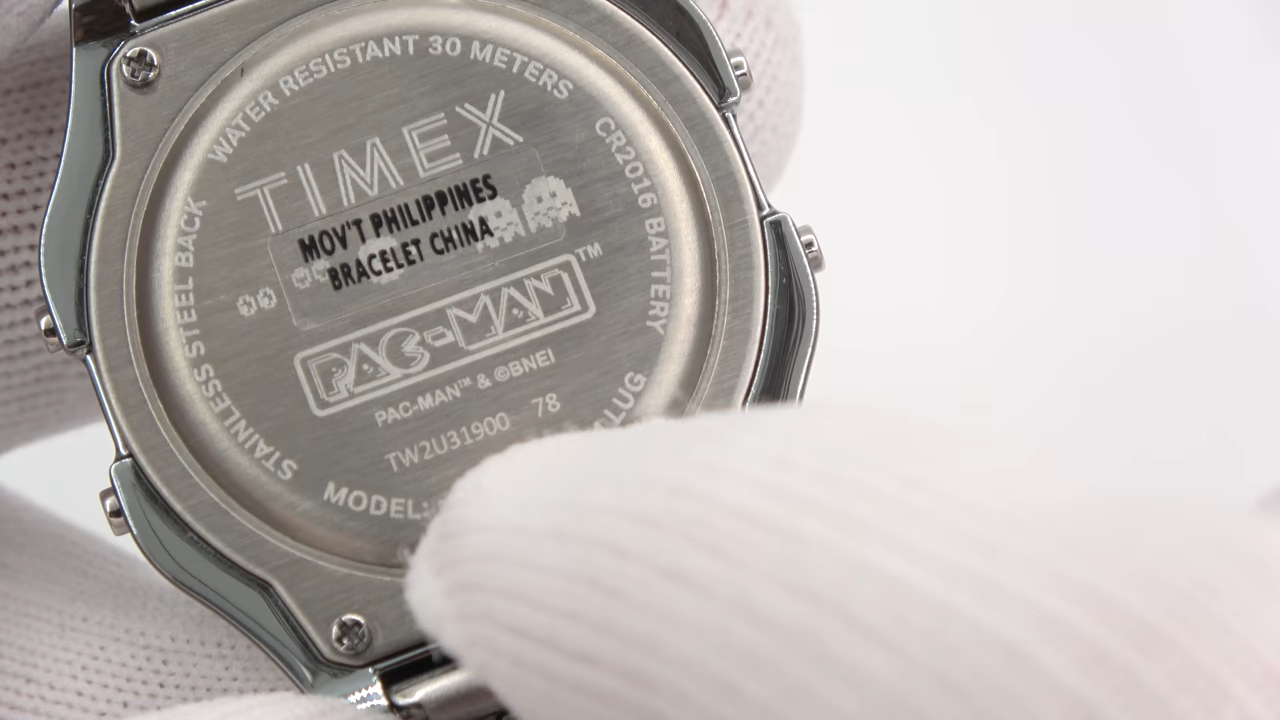 WATER RESISTANT 30 METERS
TIMEX
CR2016 BATTERY
STAINLESS STEEL BACK
MOV'T PHILIPPINES
BRACELET CHINA
PAC-MAN™
PAC-MAN™ & ©BNEI
TW2U31900 78
MODEL: